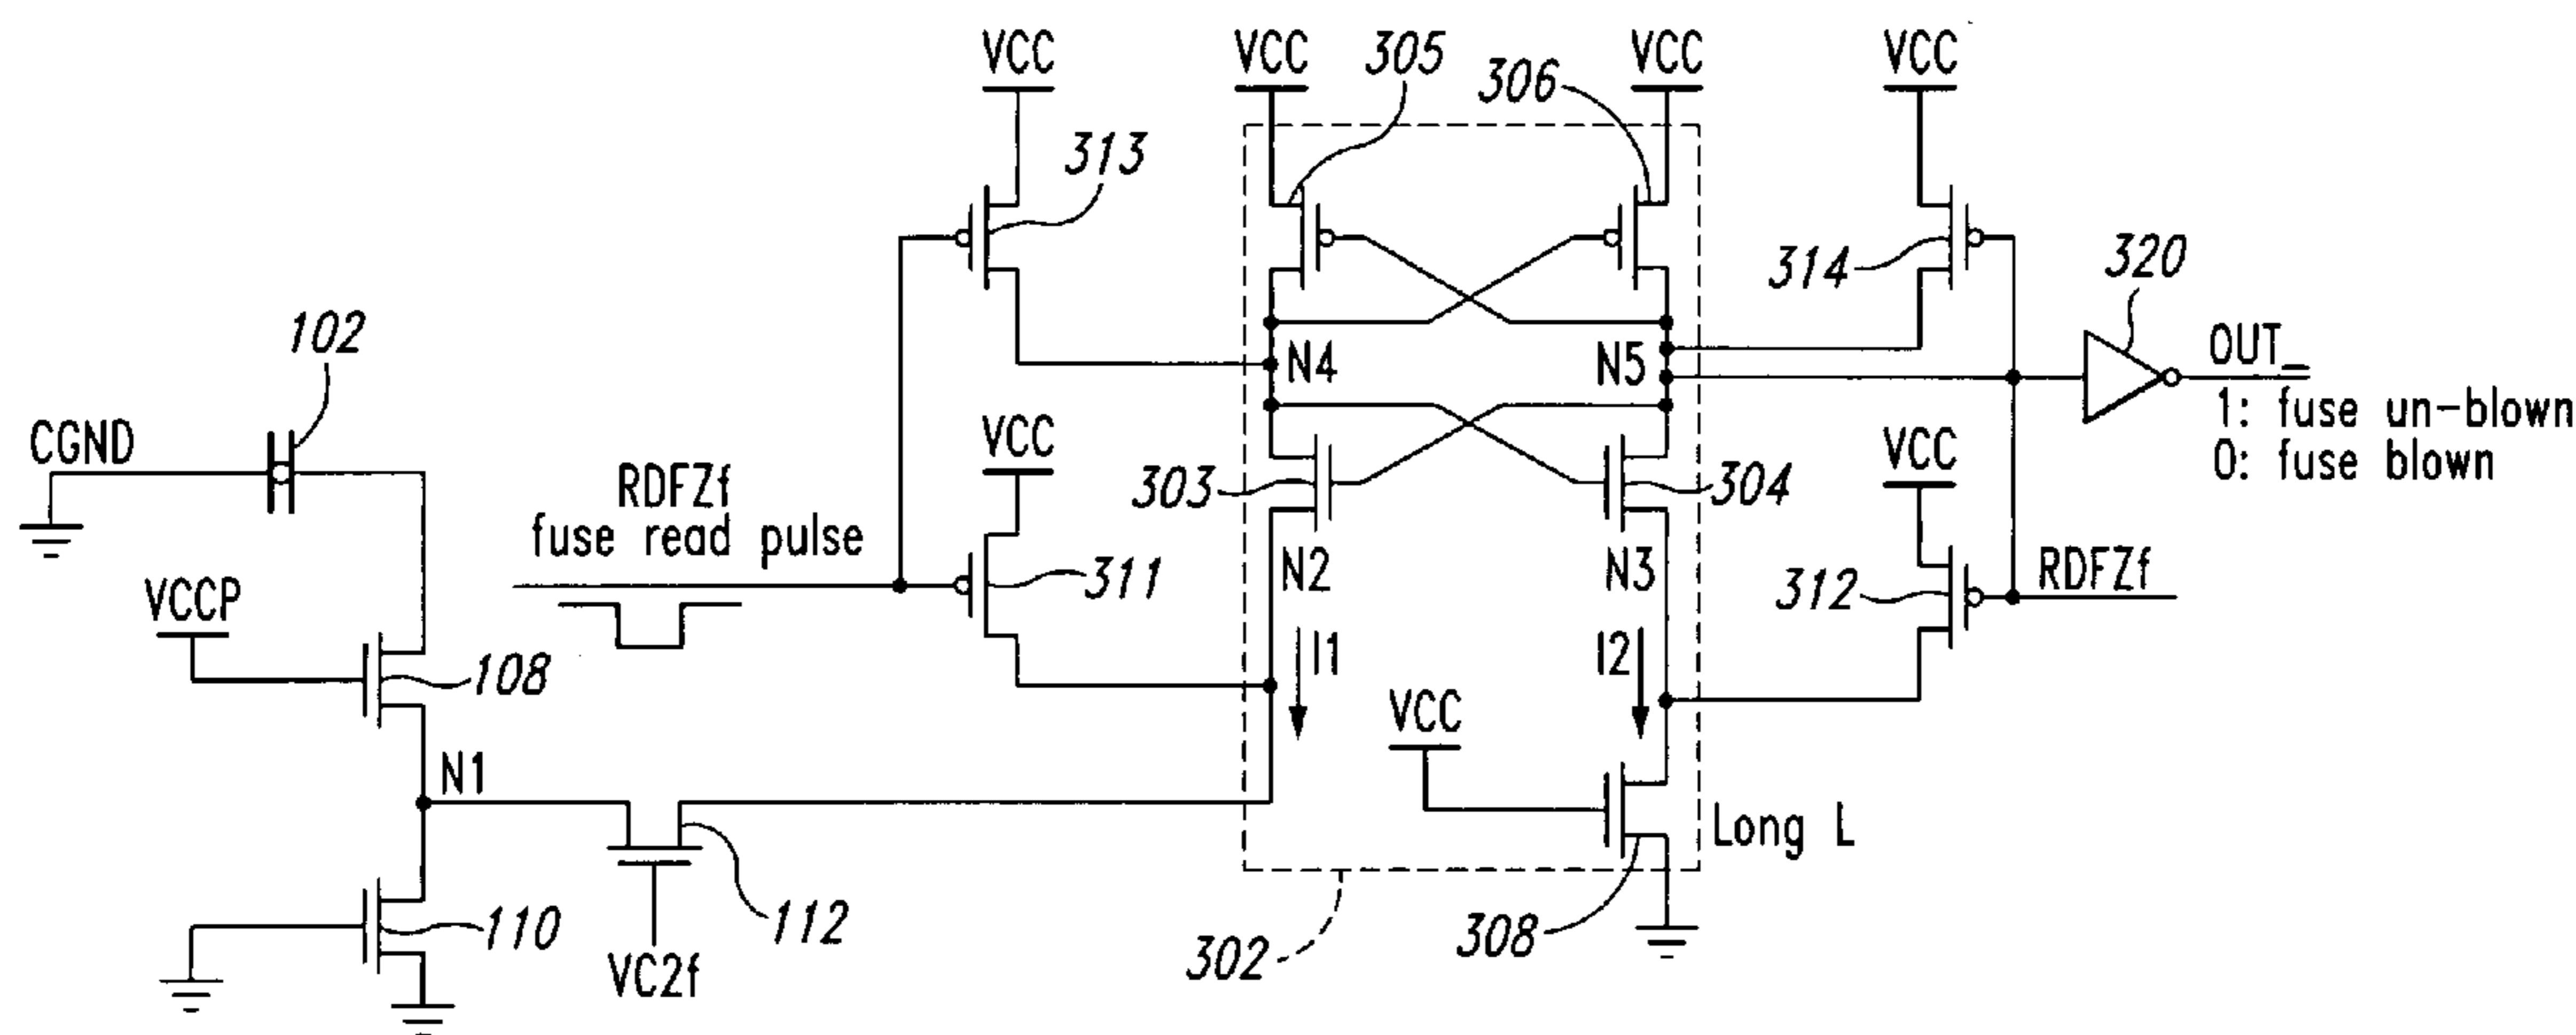 VCC
VCC
305
306
VCC
VCC
313
314
320
102
N4
N5
OUT_
1: fuse un-blown
0: fuse blown
CGND
VCC
VCC
RDFZf
fuse read pulse
303
304
N2
N3
311
312
RDFZf
VCCP
108
I1
I2
VCC
N1
Long L
110
112
VC2f
302
308